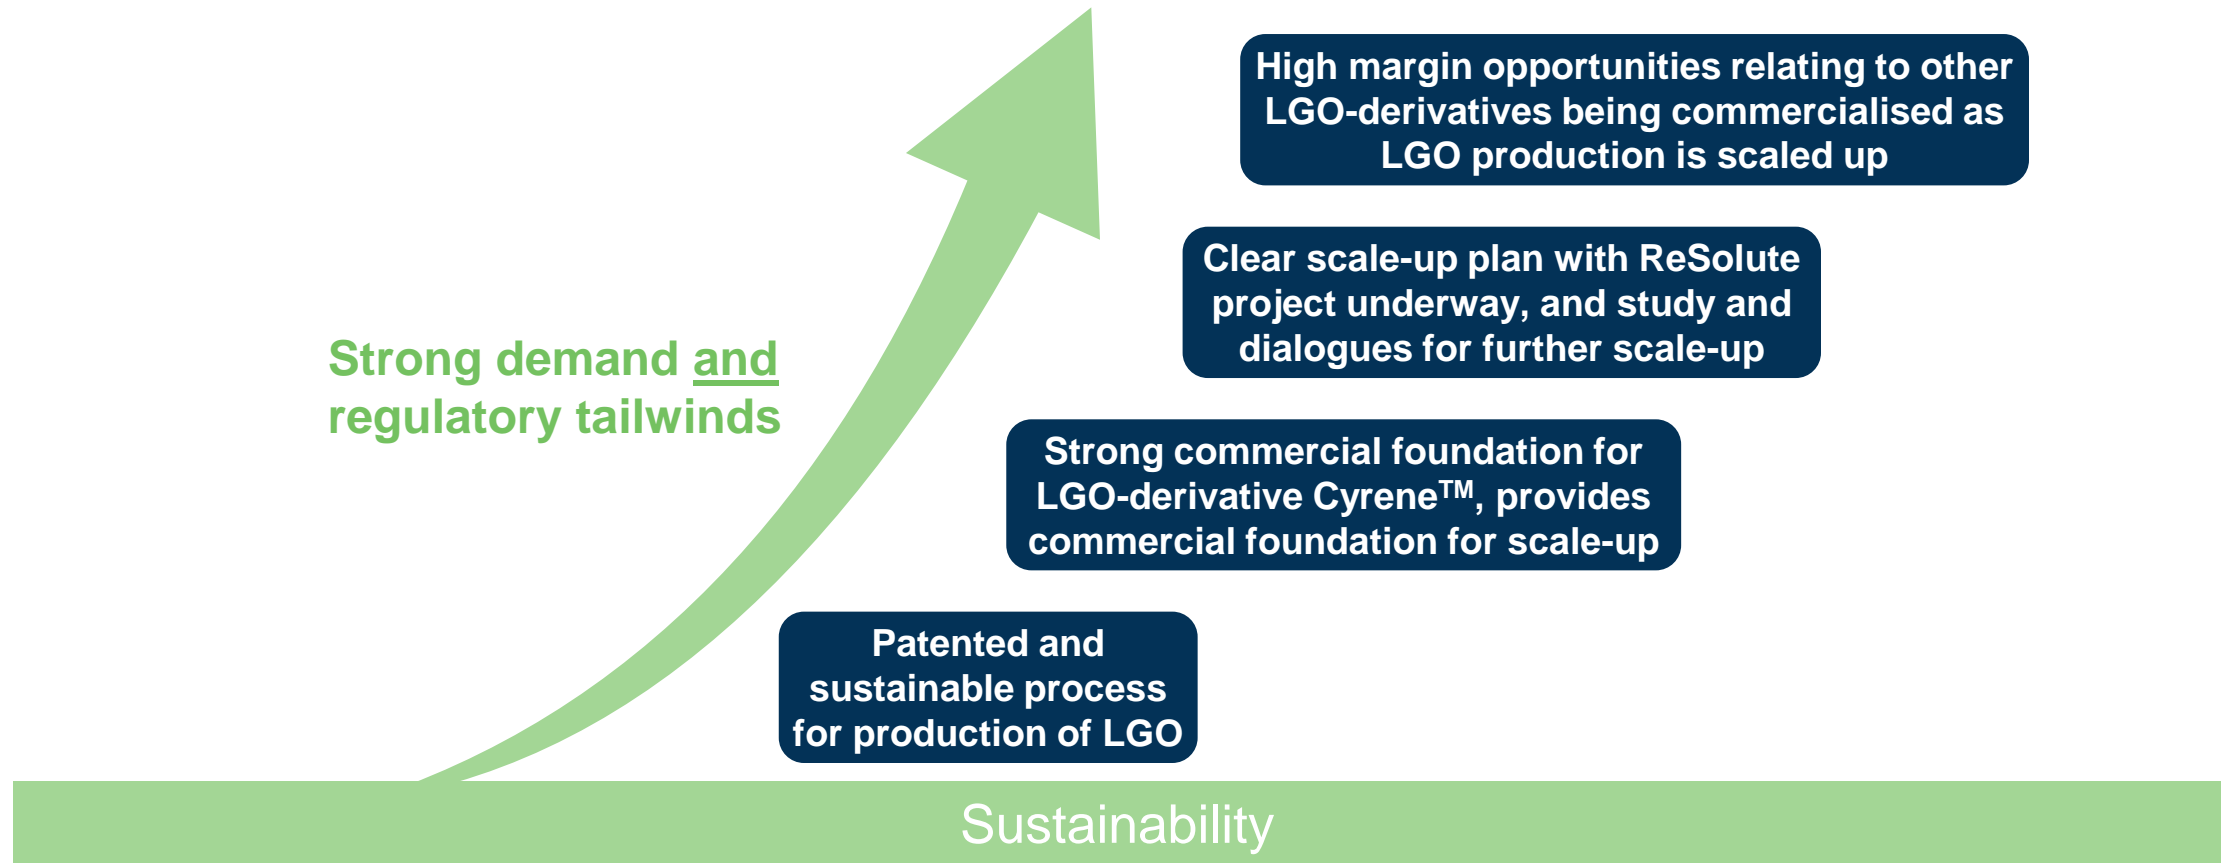 High margin opportunities relating to other
LGO-derivatives being commercialised as
LGO production is scaled up
Clear scale-up plan with ReSolute
project underway, and study and
dialogues for further scale-up
Strong demand and
regulatory tailwinds
Strong commercial foundation for
LGO-derivative Cyrene™, provides
commercial foundation for scale-up
Patented and
sustainable process
for production of LGO
Sustainability